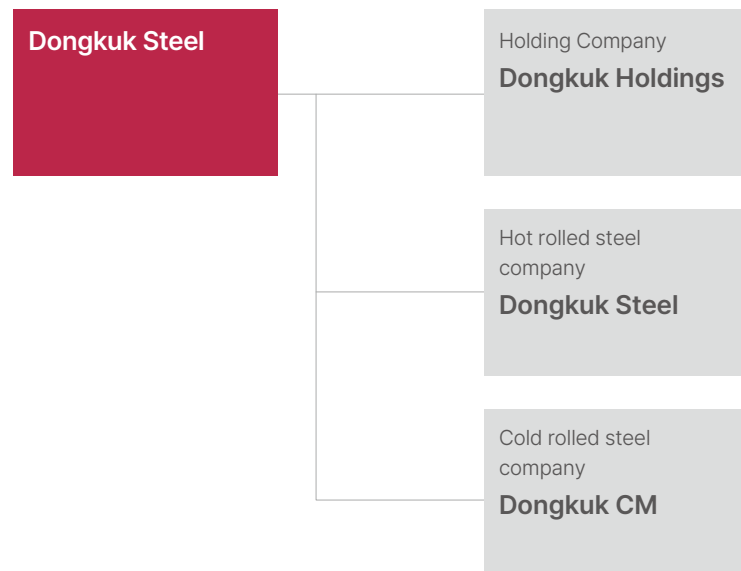 Dongkuk Steel
Holding Company
Dongkuk Holdings
Hot rolled steel
company
Dongkuk Steel
Cold rolled steel
company
Dongkuk CM